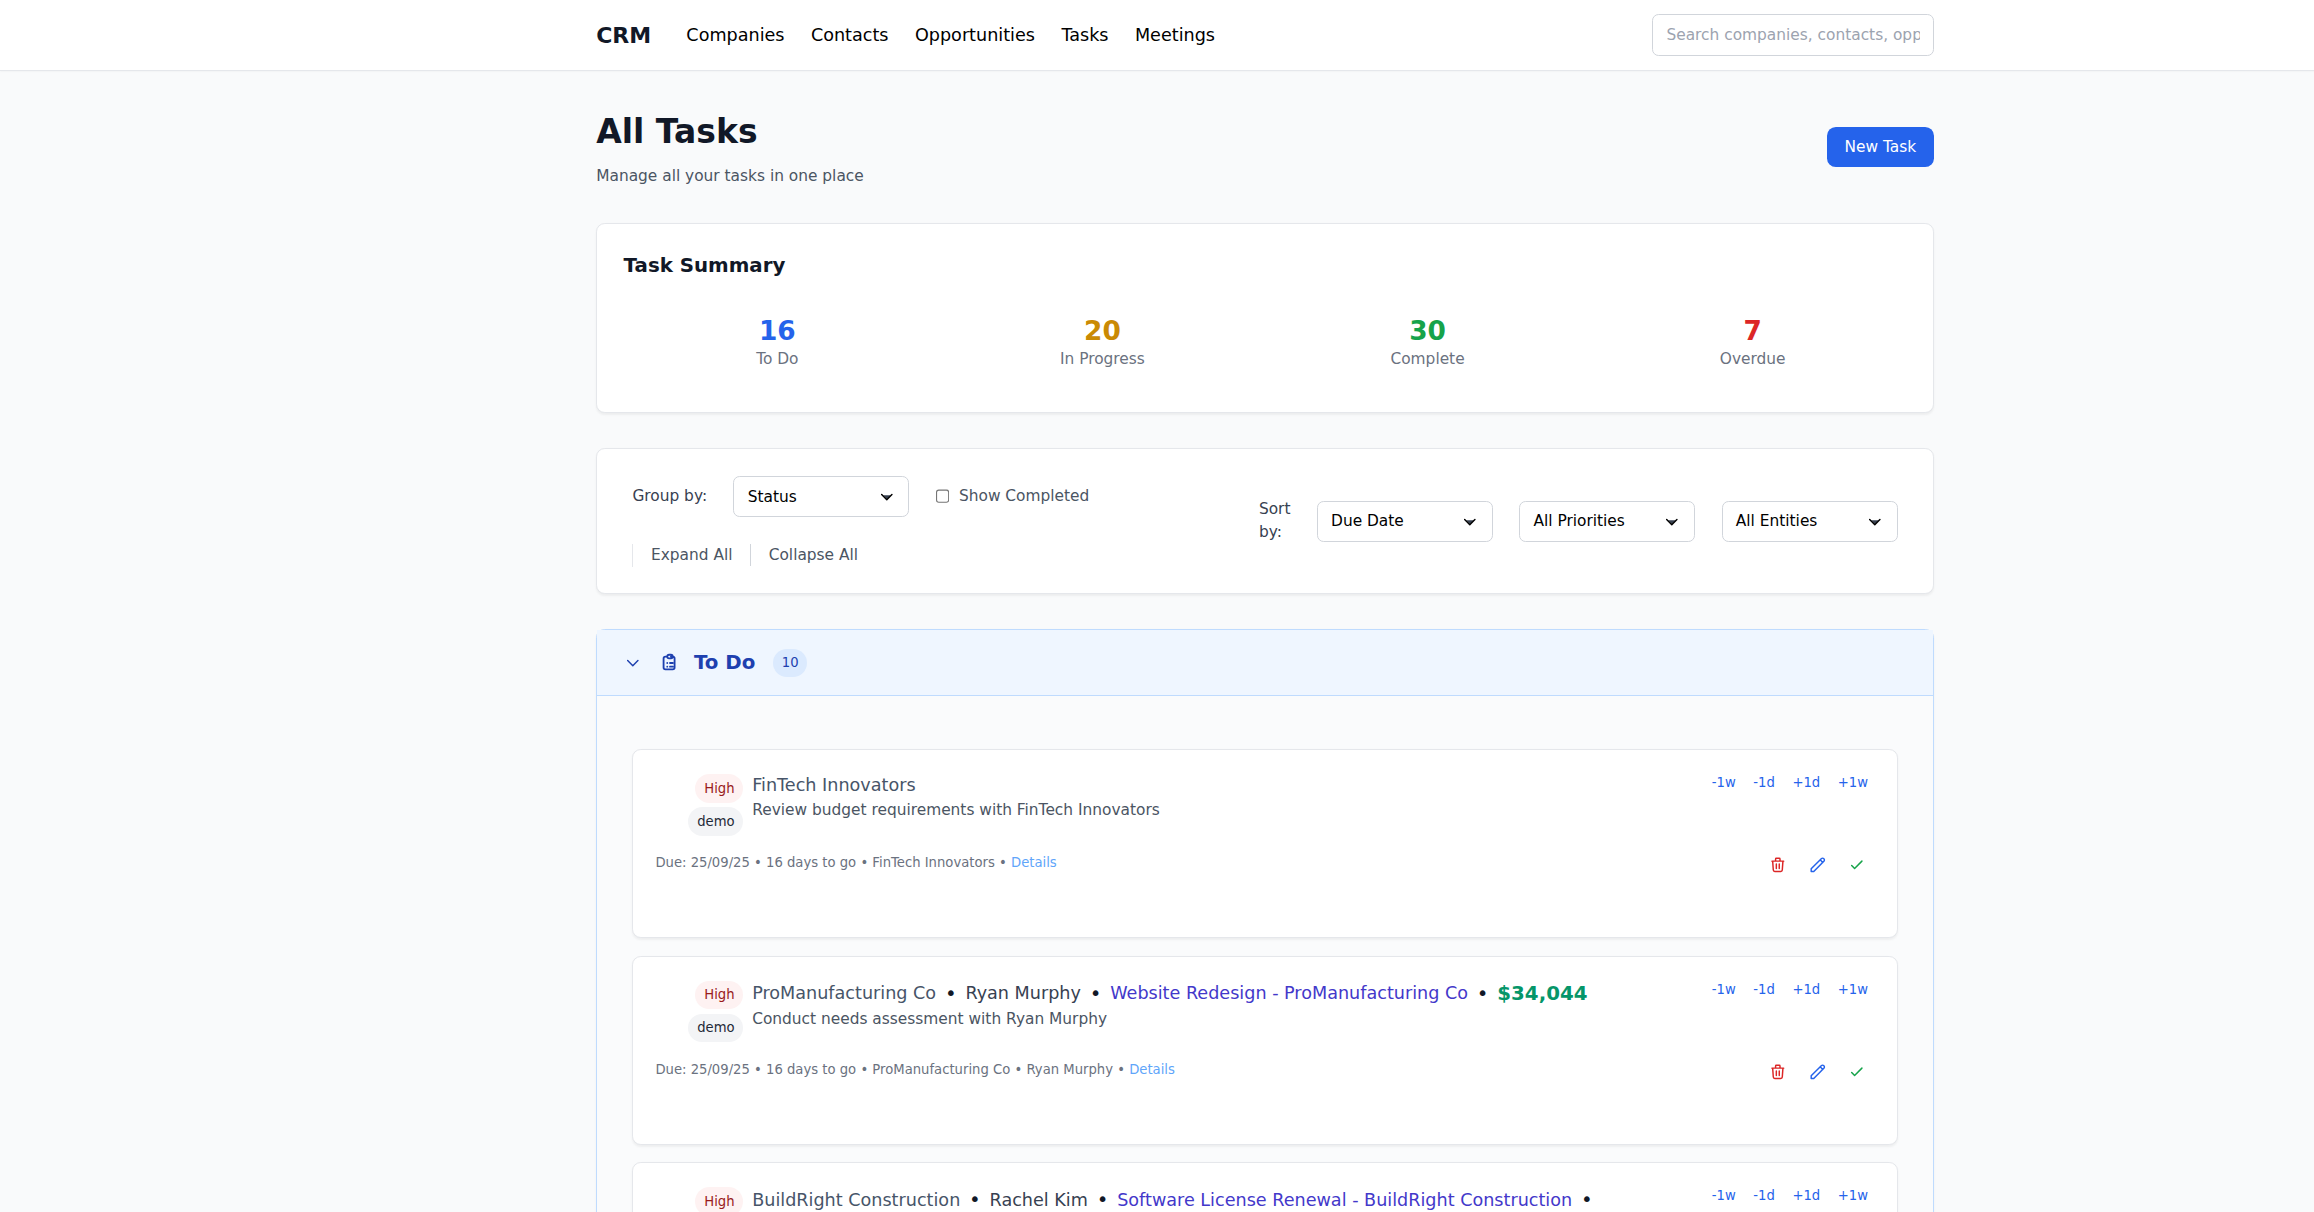 CRM Companies Contacts Opportunities Tasks Meetings Search companies, contacts, opp
All Tasks
New Task
Manage all your tasks in one place
Task Summary
16 20 30 7
To Do In Progress Complete Overdue
Group by: Status Show Completed
Sort by: Due Date All Priorities All Entities
Expand All Collapse All
To Do 10
High FinTech Innovators -1w -1d +1d +1w
demo Review budget requirements with FinTech Innovators
Due: 25/09/25 • 16 days to go • FinTech Innovators • Details
High ProManufacturing Co • Ryan Murphy • Website Redesign - ProManufacturing Co • $34,044 -1w -1d +1d +1w
demo Conduct needs assessment with Ryan Murphy
Due: 25/09/25 • 16 days to go • ProManufacturing Co • Ryan Murphy • Details
High BuildRight Construction • Rachel Kim • Software License Renewal - BuildRight Construction • -1w -1d +1d +1w